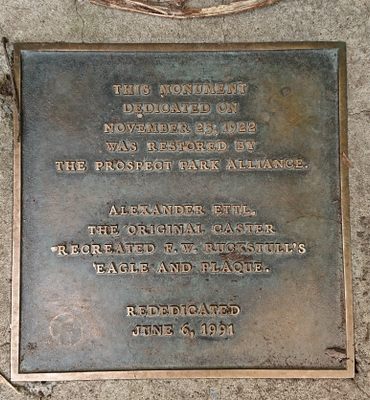 THIS MONUMENT
DEDICATED ON
NOVEMBER 23, 1922
WAS RESTORED BY
THE PROSPECT PARK ALLIANCE.
ALEXANDER ETTL,
THE ORIGINAL CASTER
RECREATED F.W. RUCKSTULL'S
EAGLE AND PLAQUE.
REDEDICATED
JUNE 6, 1991